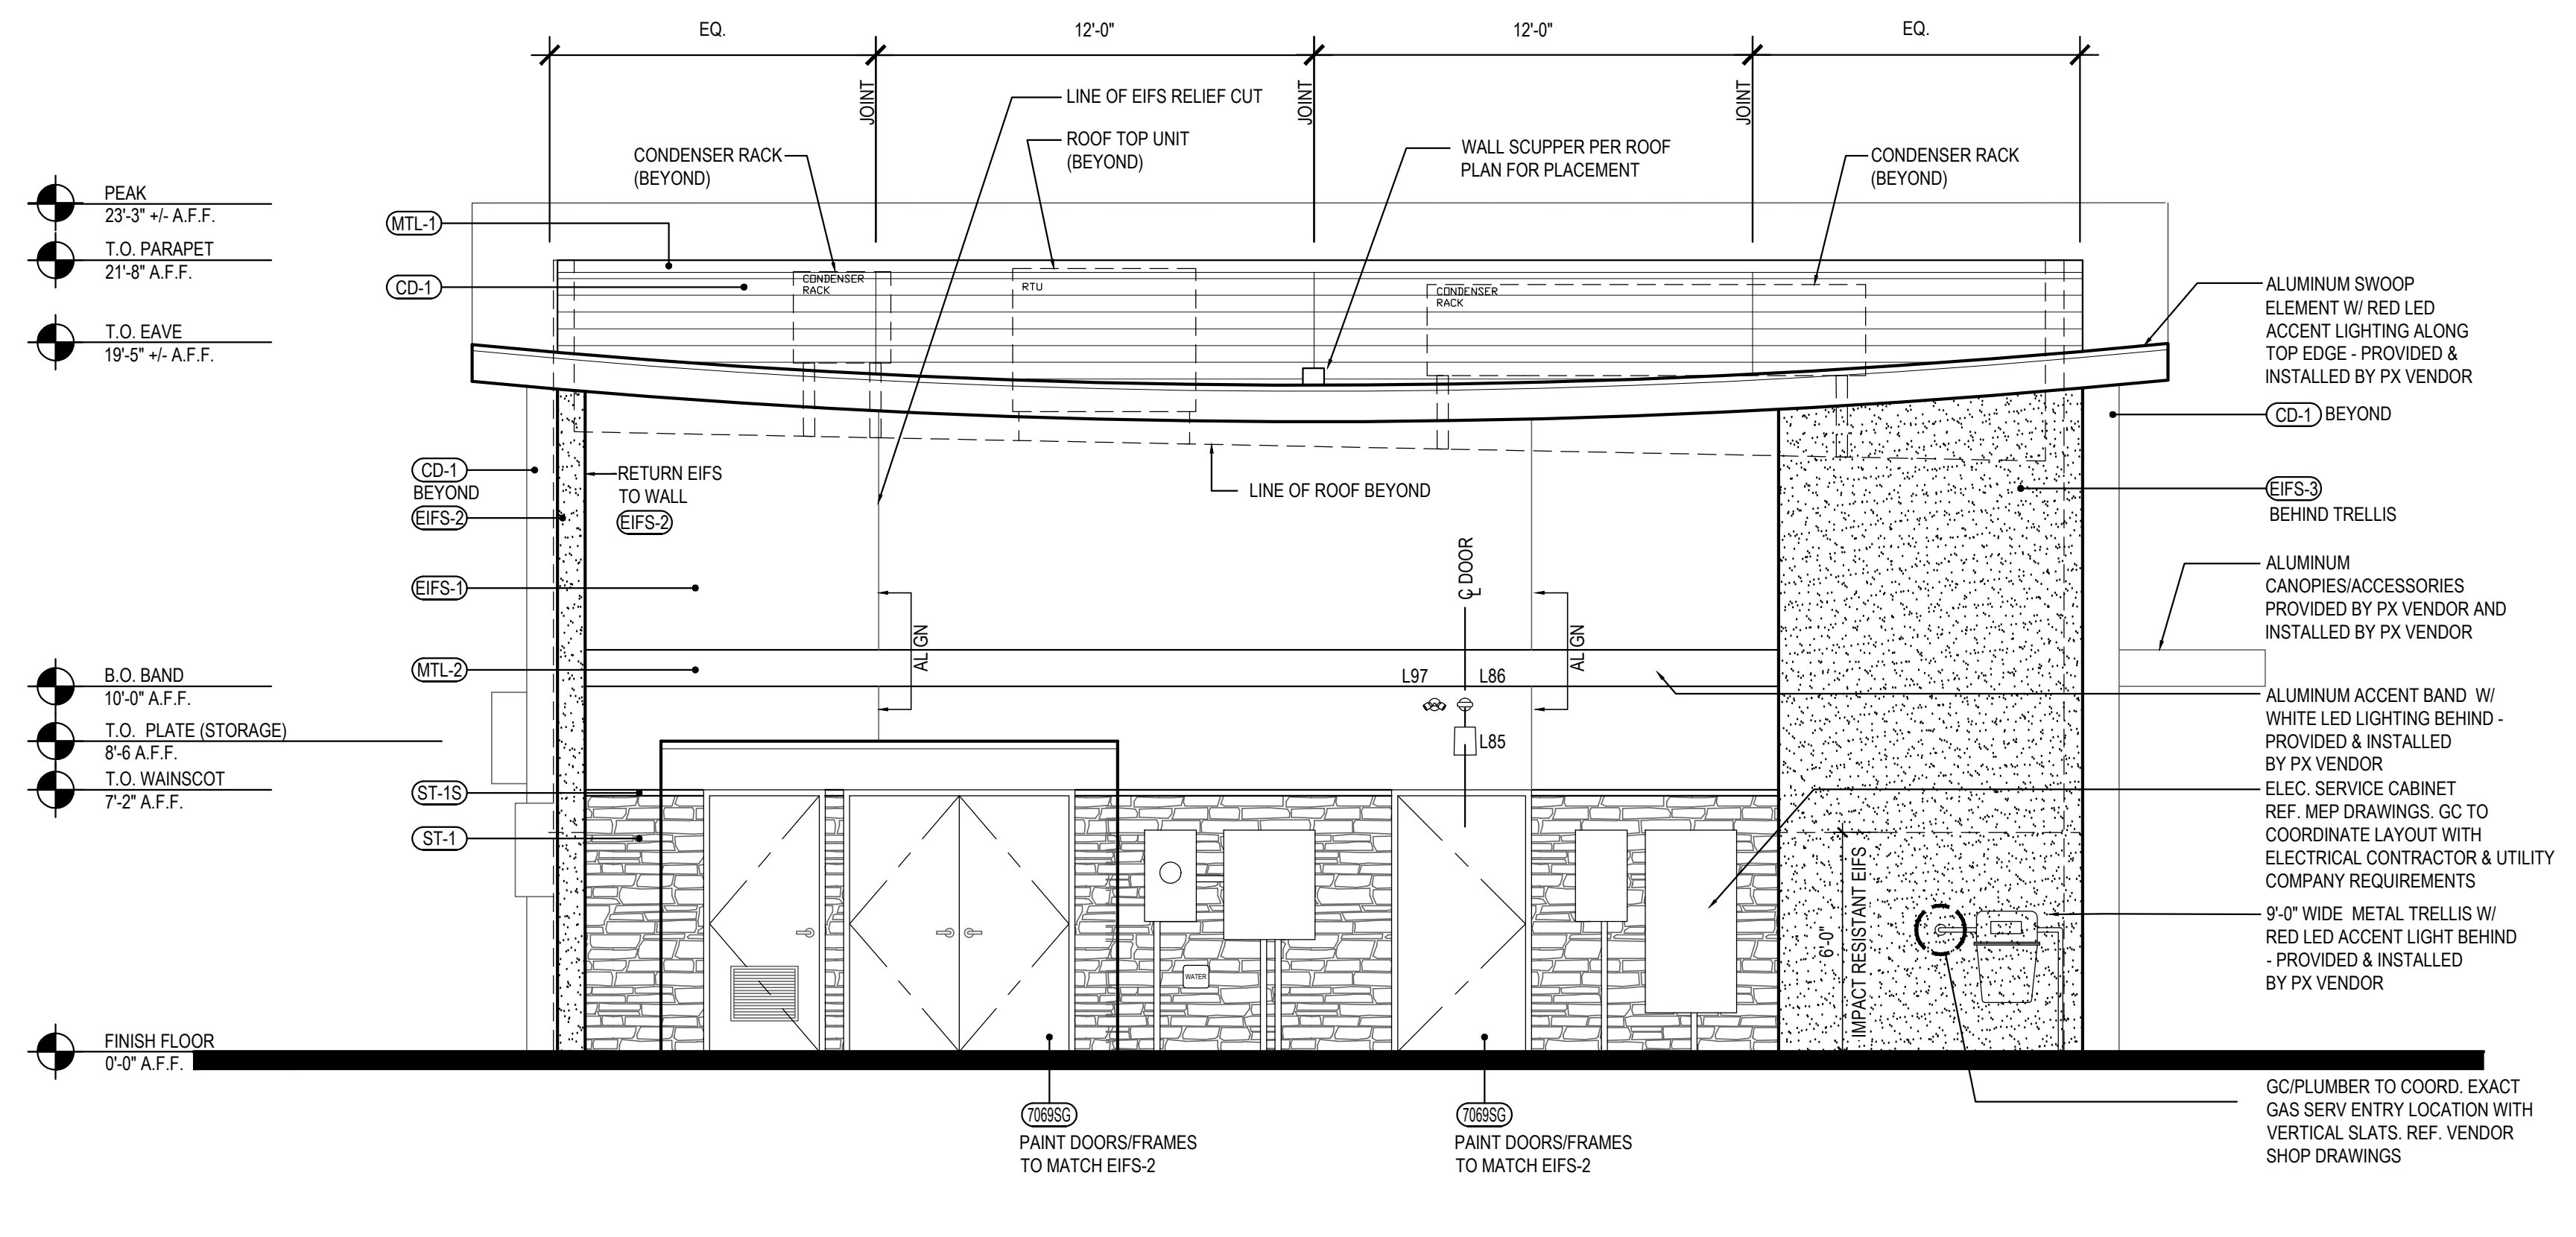 EQ.
12'-0"
12'-0"
EQ.
JOINT
JOINT
JOINT
LINE OF EIFS RELIEF CUT
ROOF TOP UNIT
(BEYOND)
CONDENSER RACK
(BEYOND)
WALL SCUPPER PER ROOF
PLAN FOR PLACEMENT
CONDENSER RACK
(BEYOND)
PEAK
23'-3" +/- A.F.F.
T.O. PARAPET
21'-8" A.F.F.
T.O. EAVE
19'-5" +/- A.F.F.
B.O. BAND
10'-0" A.F.F.
T.O. PLATE (STORAGE)
8'-6 A.F.F.
T.O. WAINSCOT
7'-2" A.F.F.
FINISH FLOOR
0'-0" A.F.F.
MTL-1
CD-1
CD-1
BEYOND
EIFS-2
EIFS-1
MTL-2
ST-1S
ST-1
CONDENSER
RACK
RTU
CONDENSER
RACK
RETURN EIFS
TO WALL
EIFS-2
LINE OF ROOF BEYOND
ALIGN
ALIGN
CL DOOR
L97
L86
L85
WATER
6'-0"
IMPACT RESISTANT EIFS
7069SG
PAINT DOORS/FRAMES
TO MATCH EIFS-2
7069SG
PAINT DOORS/FRAMES
TO MATCH EIFS-2
ALUMINUM SWOOP
ELEMENT W/ RED LED
ACCENT LIGHTING ALONG
TOP EDGE - PROVIDED &
INSTALLED BY PX VENDOR
CD-1 BEYOND
EIFS-3
BEHIND TRELLIS
ALUMINUM
CANOPIES/ACCESSORIES
PROVIDED BY PX VENDOR AND
INSTALLED BY PX VENDOR
ALUMINUM ACCENT BAND W/
WHITE LED LIGHTING BEHIND -
PROVIDED & INSTALLED
BY PX VENDOR
ELEC. SERVICE CABINET
REF. MEP DRAWINGS. GC TO
COORDINATE LAYOUT WITH
ELECTRICAL CONTRACTOR & UTILITY
COMPANY REQUIREMENTS
9'-0" WIDE METAL TRELLIS W/
RED LED ACCENT LIGHT BEHIND
- PROVIDED & INSTALLED
BY PX VENDOR
GC/PLUMBER TO COORD. EXACT
GAS SERV ENTRY LOCATION WITH
VERTICAL SLATS. REF. VENDOR
SHOP DRAWINGS